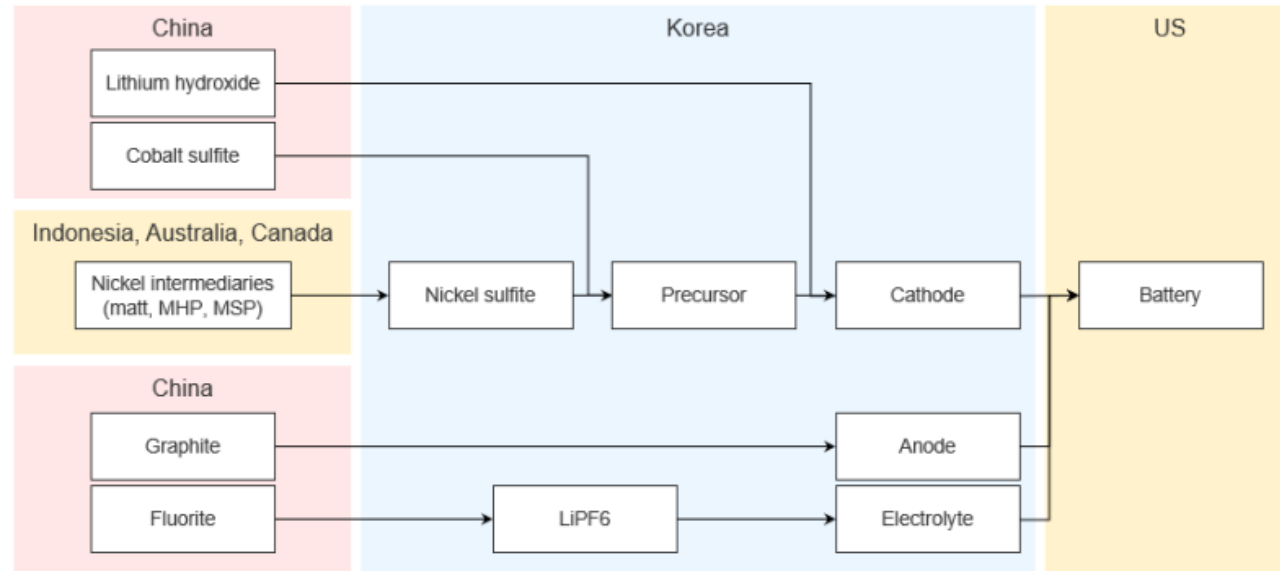 China
Korea
US
Lithium hydroxide
Cobalt sulfite
Indonesia, Australia, Canada
Nickel intermediaries
(matt, MHP, MSP)
Nickel sulfite
Precursor
Cathode
Battery
China
Graphite
Anode
Fluorite
LiPF6
Electrolyte